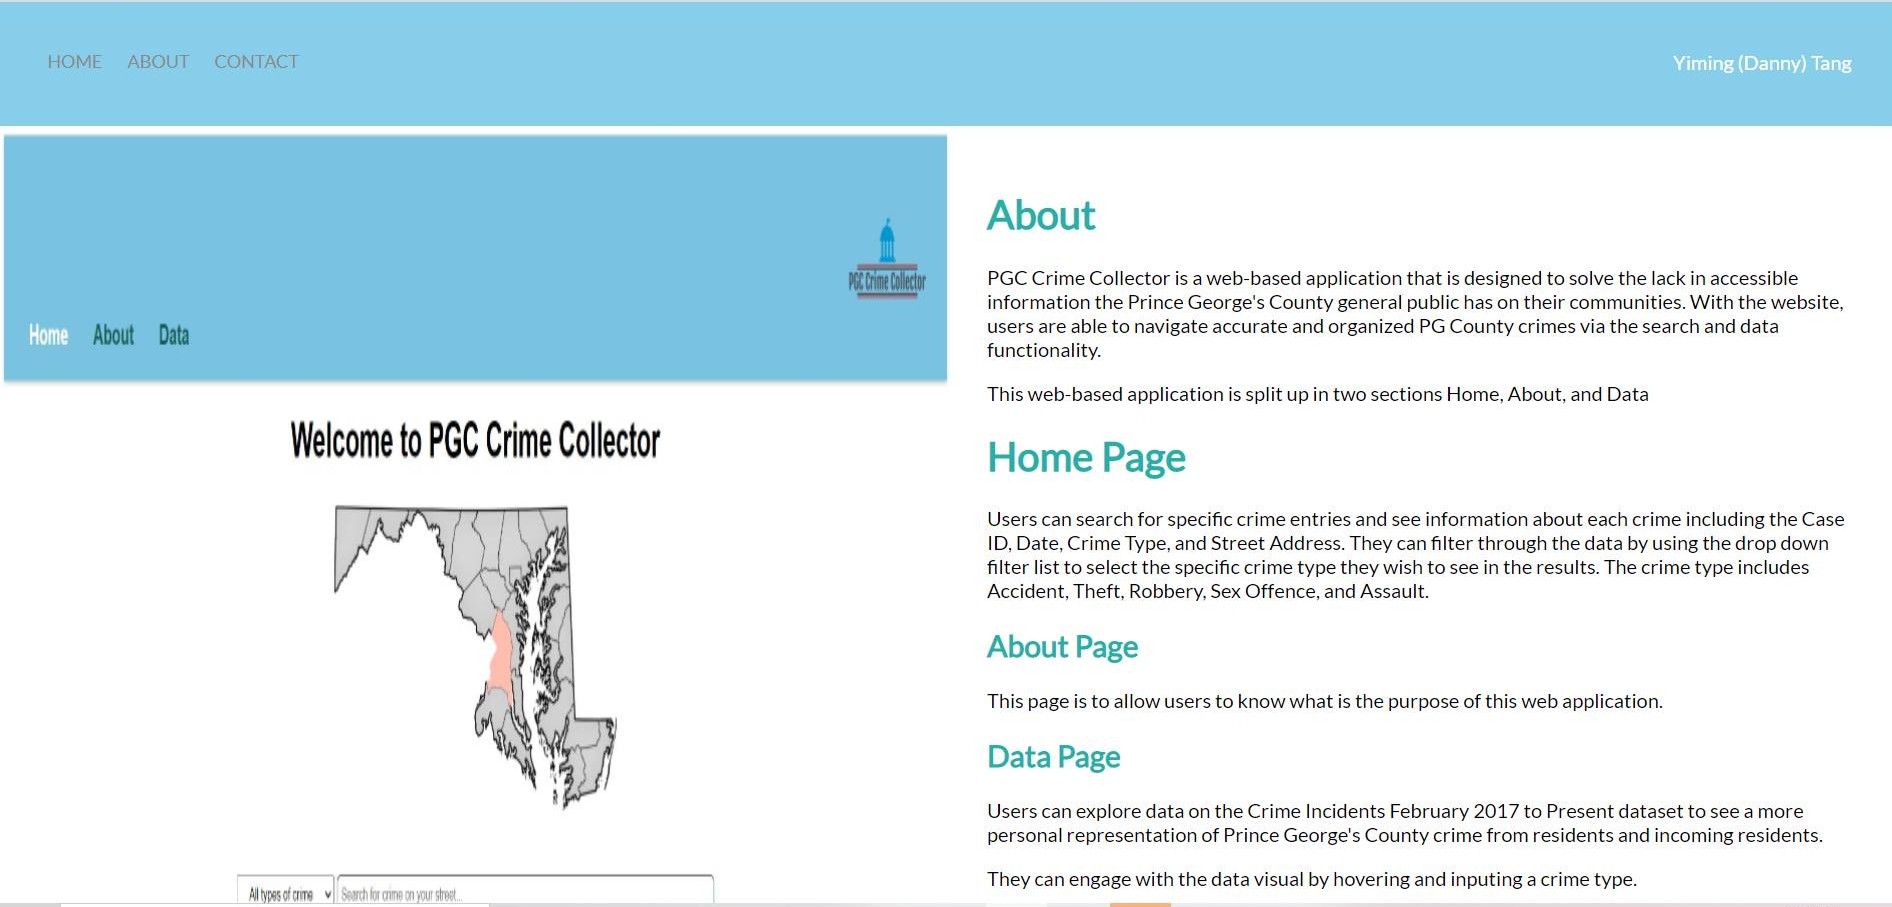 HOME ABOUT CONTACT
Yiming (Danny) Tang
PGC Crime Collector
Home About Data
Welcome to PGC Crime Collector
All types of crime
Search for crime on your street...
About
PGC Crime Collector is a web-based application that is designed to solve the lack in accessible
information the Prince George's County general public has on their communities. With the website,
users are able to navigate accurate and organized PG County crimes via the search and data
functionality.
This web-based application is split up in two sections Home, About, and Data
Home Page
Users can search for specific crime entries and see information about each crime including the Case
ID, Date, Crime Type, and Street Address. They can filter through the data by using the drop down
filter list to select the specific crime type they wish to see in the results. The crime type includes
Accident, Theft, Robbery, Sex Offence, and Assault.
About Page
This page is to allow users to know what is the purpose of this web application.
Data Page
Users can explore data on the Crime Incidents February 2017 to Present dataset to see a more
personal representation of Prince George's County crime from residents and incoming residents.
They can engage with the data visual by hovering and inputing a crime type.